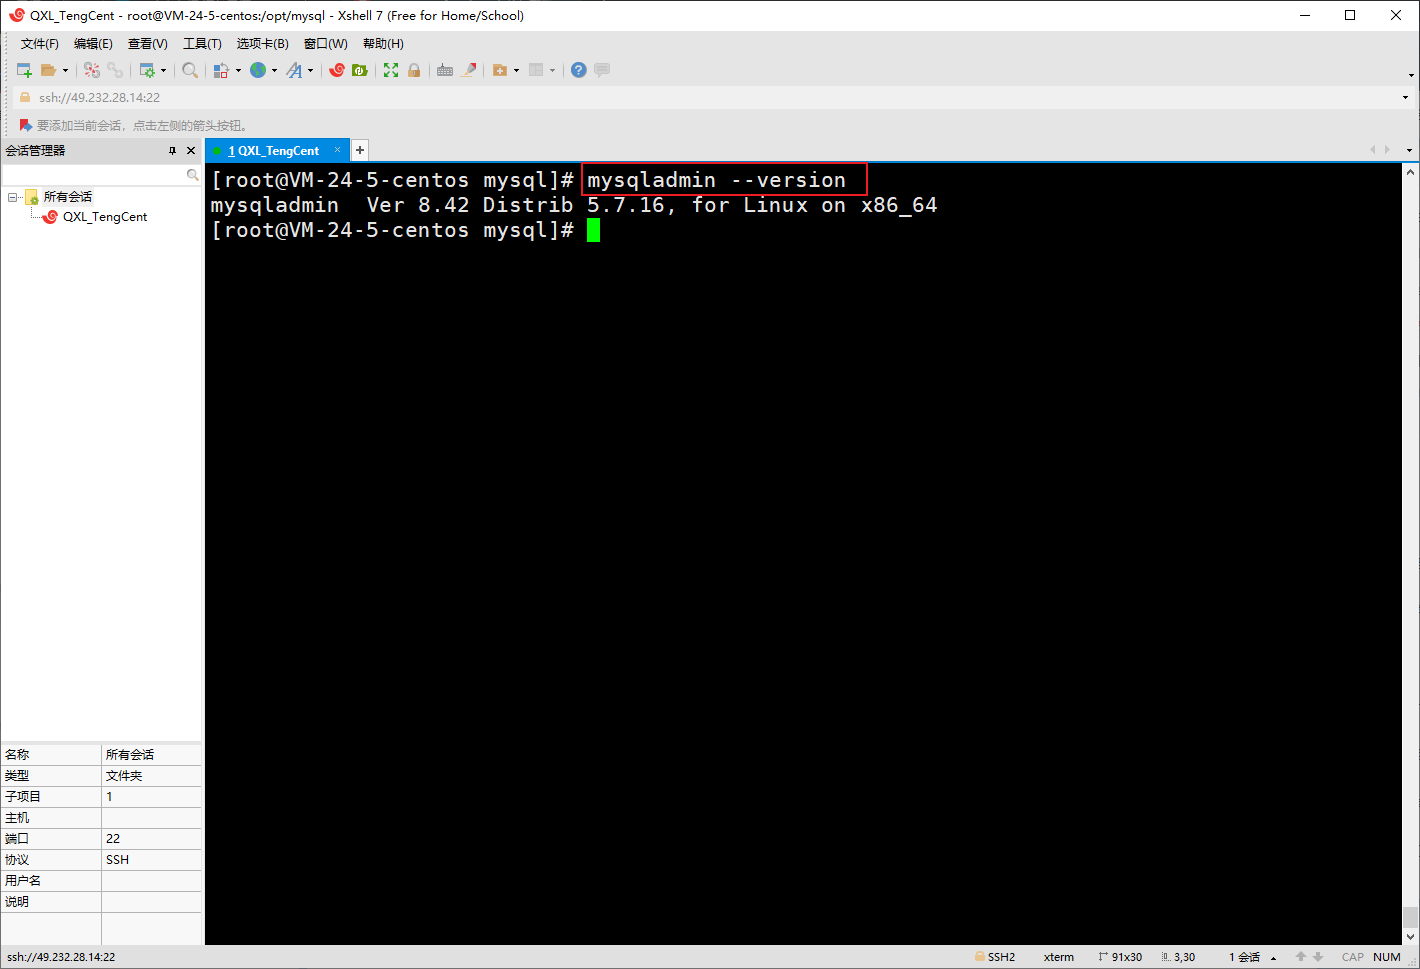 QXL_TengCent - root@VM-24-5-centos:/opt/mysql - Xshell 7 (Free for Home/School)
文件(F) 编辑(E) 查看(V) 工具(T) 选项卡(B) 窗口(W) 帮助(H)
ssh://49.232.28.14:22
要添加当前会话，点击左侧的箭头按钮。
会话管理器
1 QXL_TengCent
所有会话
QXL_TengCent
[root@VM-24-5-centos mysql]# mysqladmin --version
mysqladmin  Ver 8.42 Distrib 5.7.16, for Linux on x86_64
[root@VM-24-5-centos mysql]#
名称 所有会话
类型 文件夹
子项目 1
主机
端口 22
协议 SSH
用户名
说明
ssh://49.232.28.14:22 SSH2 xterm 91x30 3,30 1 会话 CAP NUM